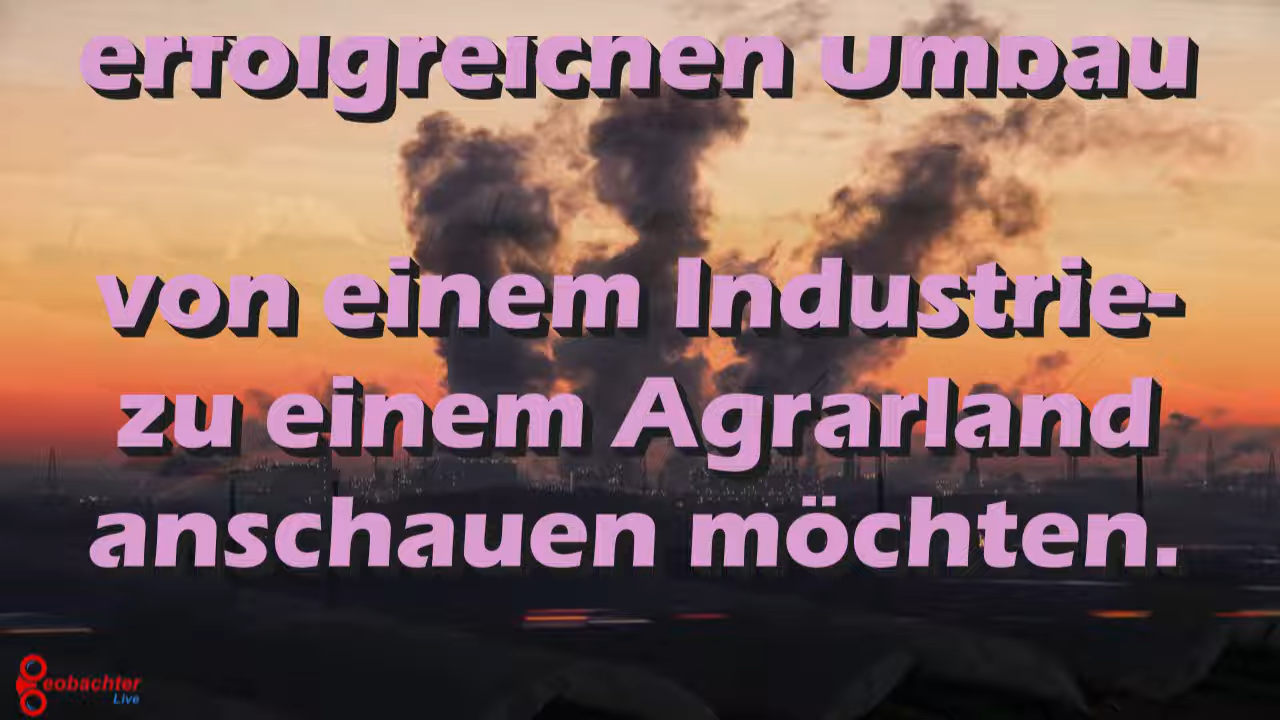 erfolgreichen Umbau
von einem Industrie-
zu einem Agrarland
anschauen möchten.
Beobachter
Live